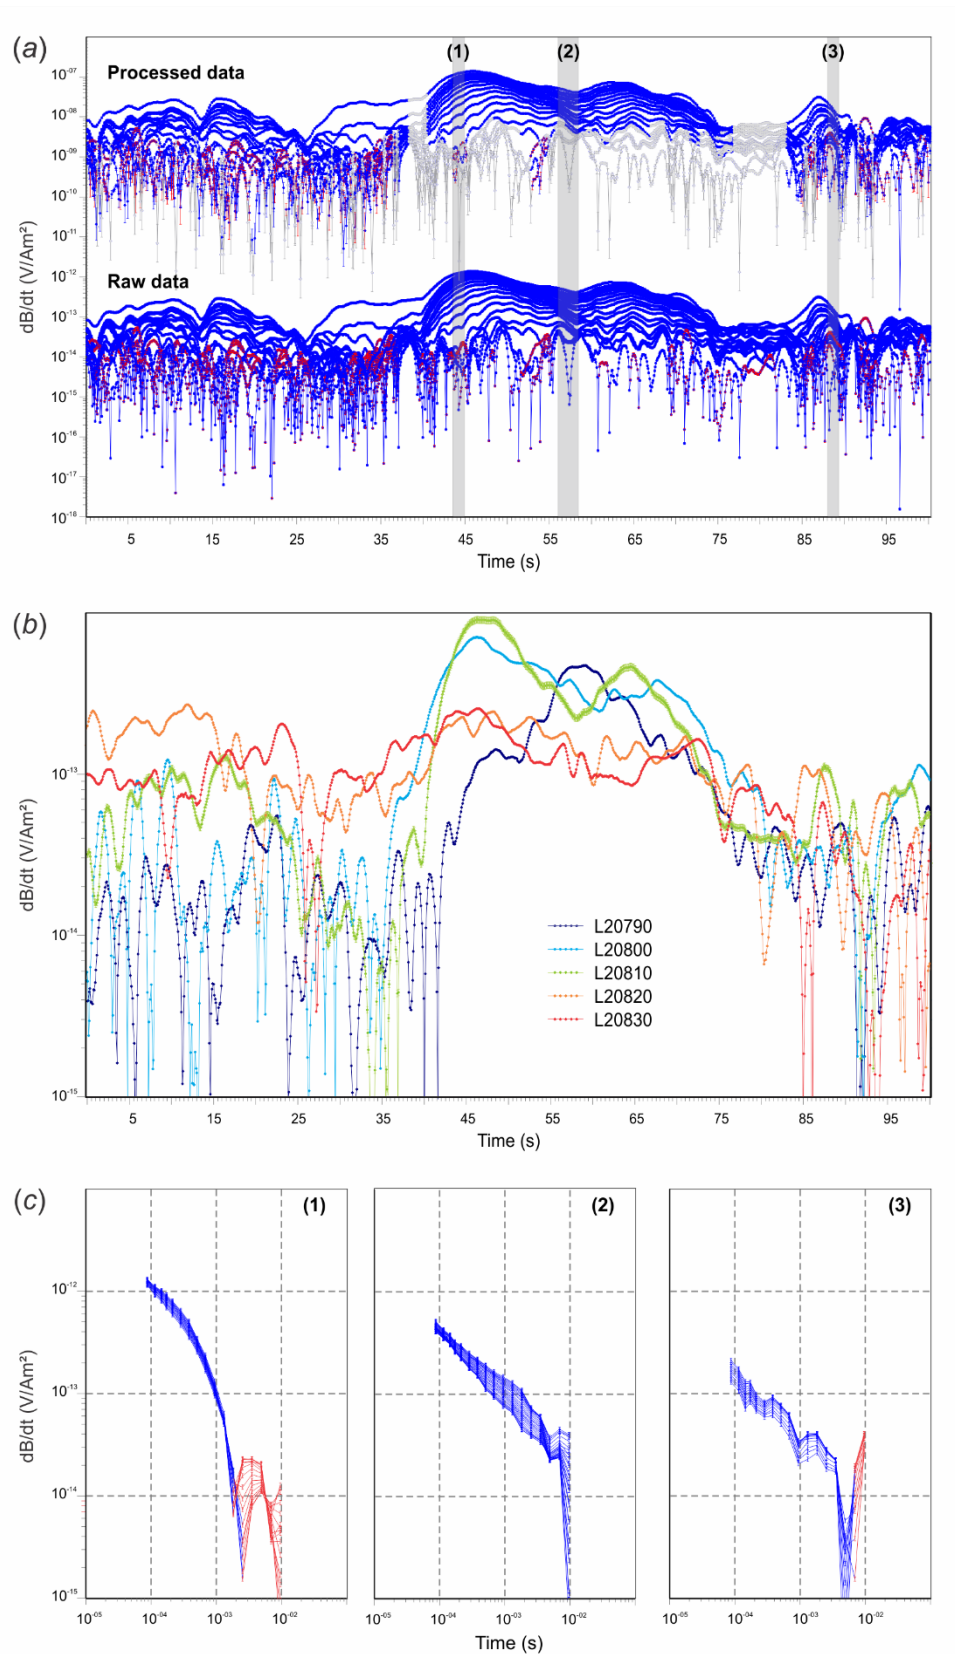 (a)
(1) (2) (3)
Processed data
10⁻⁰⁷
10⁻⁰⁸
10⁻⁰⁹
10⁻¹⁰
10⁻¹¹
10⁻¹²
Raw data
10⁻¹³
10⁻¹⁴
10⁻¹⁵
10⁻¹⁶
10⁻¹⁷
10⁻¹⁸
dB/dt (V/Am²)
5 15 25 35 45 55 65 75 85 95
Time (s)
(b)
10⁻¹³
10⁻¹⁴
10⁻¹⁵
dB/dt (V/Am²)
L20790
L20800
L20810
L20820
L20830
5 15 25 35 45 55 65 75 85 95
Time (s)
(c)
(1) (2) (3)
10⁻¹²
10⁻¹³
10⁻¹⁴
10⁻¹⁵
dB/dt (V/Am²)
10⁻⁰⁵ 10⁻⁰⁴ 10⁻⁰³ 10⁻⁰² 10⁻⁰⁵ 10⁻⁰⁴ 10⁻⁰³ 10⁻⁰² 10⁻⁰⁵ 10⁻⁰⁴ 10⁻⁰³ 10⁻⁰²
Time (s)